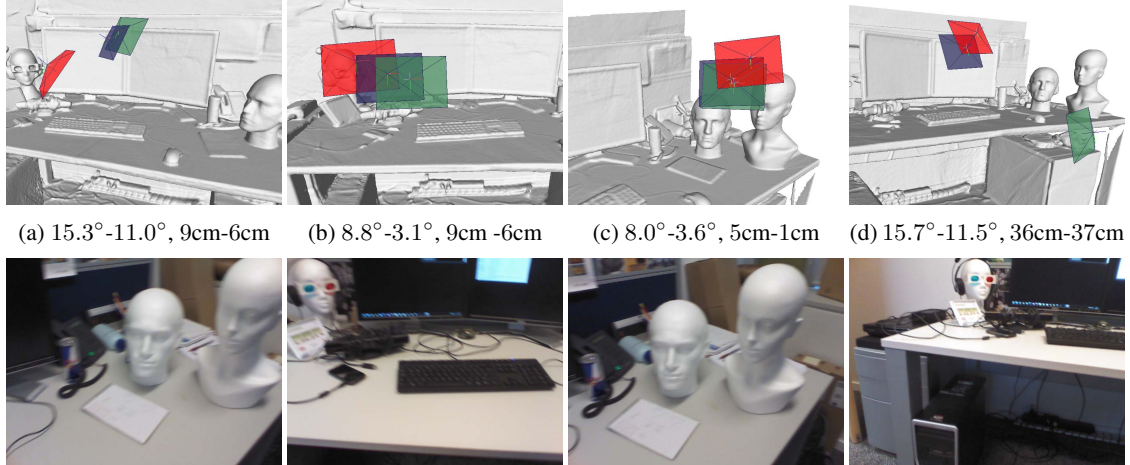 (a) 15.3°-11.0°, 9cm-6cm
(b) 8.8°-3.1°, 9cm -6cm
(c) 8.0°-3.6°, 5cm-1cm
(d) 15.7°-11.5°, 36cm-37cm